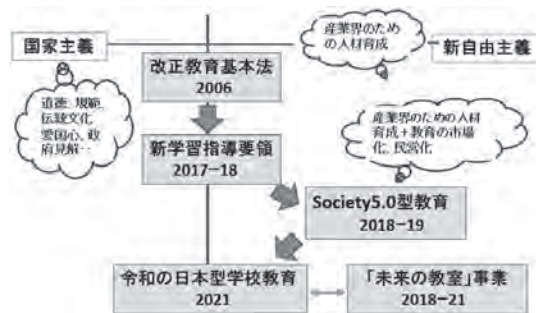 産業界のため
の人材育成
国家主義
新自由主義
改正教育基本法
2006
道徳、規範、
伝統文化
愛国心、政
府見解‥
産業界のための人材
育成+教育の市場
化、民営化
新学習指導要領
2017−18
Society5.0型教育
2018−19
令和の日本型学校教育
2021
「未来の教室」事業
2018−21